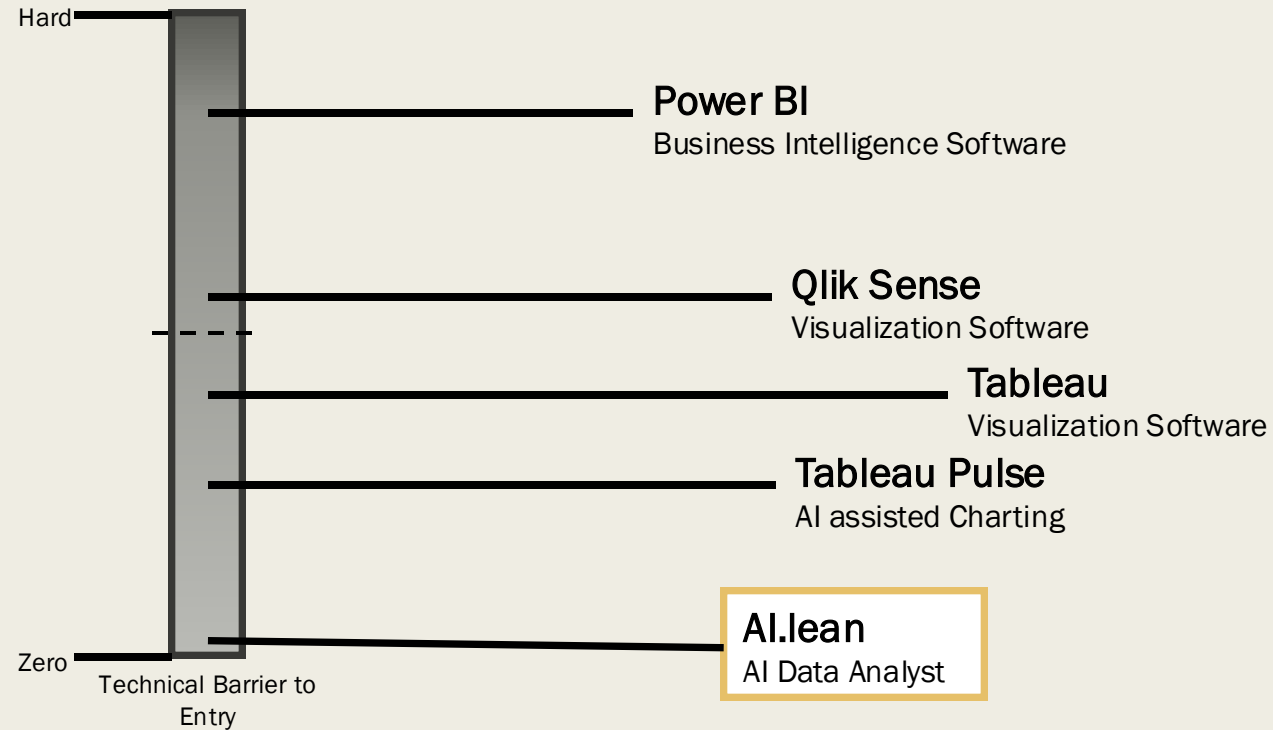 Hard
Power BI
Business Intelligence Software
Qlik Sense
Visualization Software
Tableau
Visualization Software
Tableau Pulse
AI assisted Charting
AI.lean
AI Data Analyst
Zero
Technical Barrier to
Entry